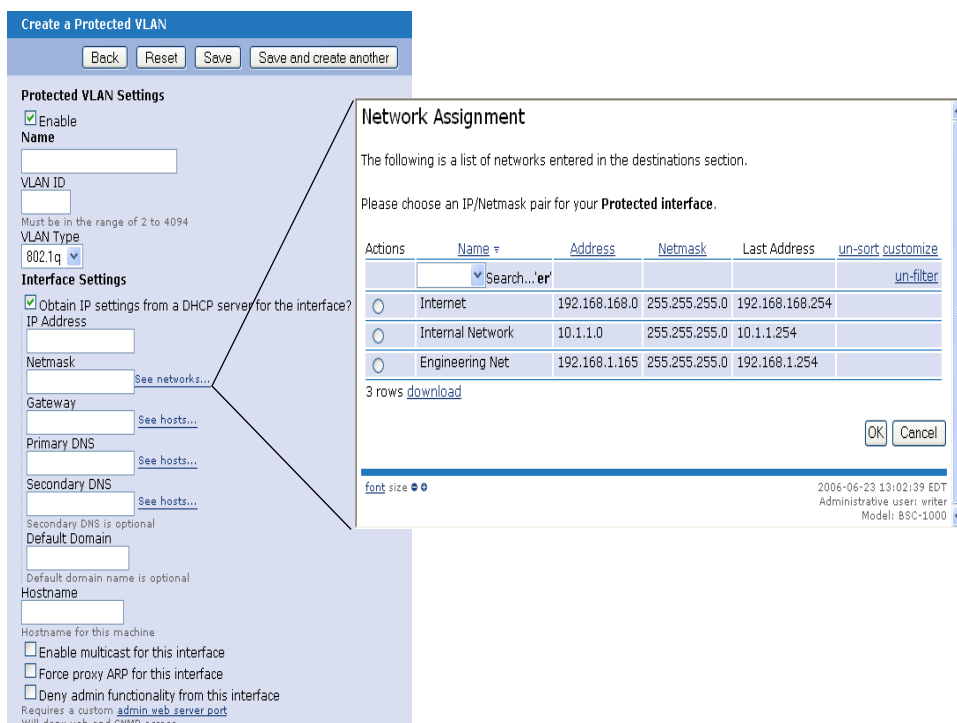 Create a Protected VLAN
Back Reset Save Save and create another
Protected VLAN Settings
Enable
Name
VLAN ID
Must be in the range of 2 to 4094
VLAN Type
802.1q
Interface Settings
Obtain IP settings from a DHCP server for the interface?
IP Address
Netmask
See networks...
Gateway
See hosts...
Primary DNS
See hosts...
Secondary DNS
See hosts...
Secondary DNS is optional
Default Domain
Default domain name is optional
Hostname
Hostname for this machine
Enable multicast for this interface
Force proxy ARP for this interface
Deny admin functionality from this interface
Requires a custom admin web server port
Will deny web and SNMP access
Network Assignment
The following is a list of networks entered in the destinations section.
Please choose an IP/Netmask pair for your Protected interface.
Actions Name Address Netmask Last Address un-sort customize
Search...'er' un-filter
Internet 192.168.168.0 255.255.255.0 192.168.168.254
Internal Network 10.1.1.0 255.255.255.0 10.1.1.254
Engineering Net 192.168.1.165 255.255.255.0 192.168.1.254
3 rows download
OK Cancel
font size
2006-06-23 13:02:39 EDT
Administrative user: writer
Model: BSC-1000